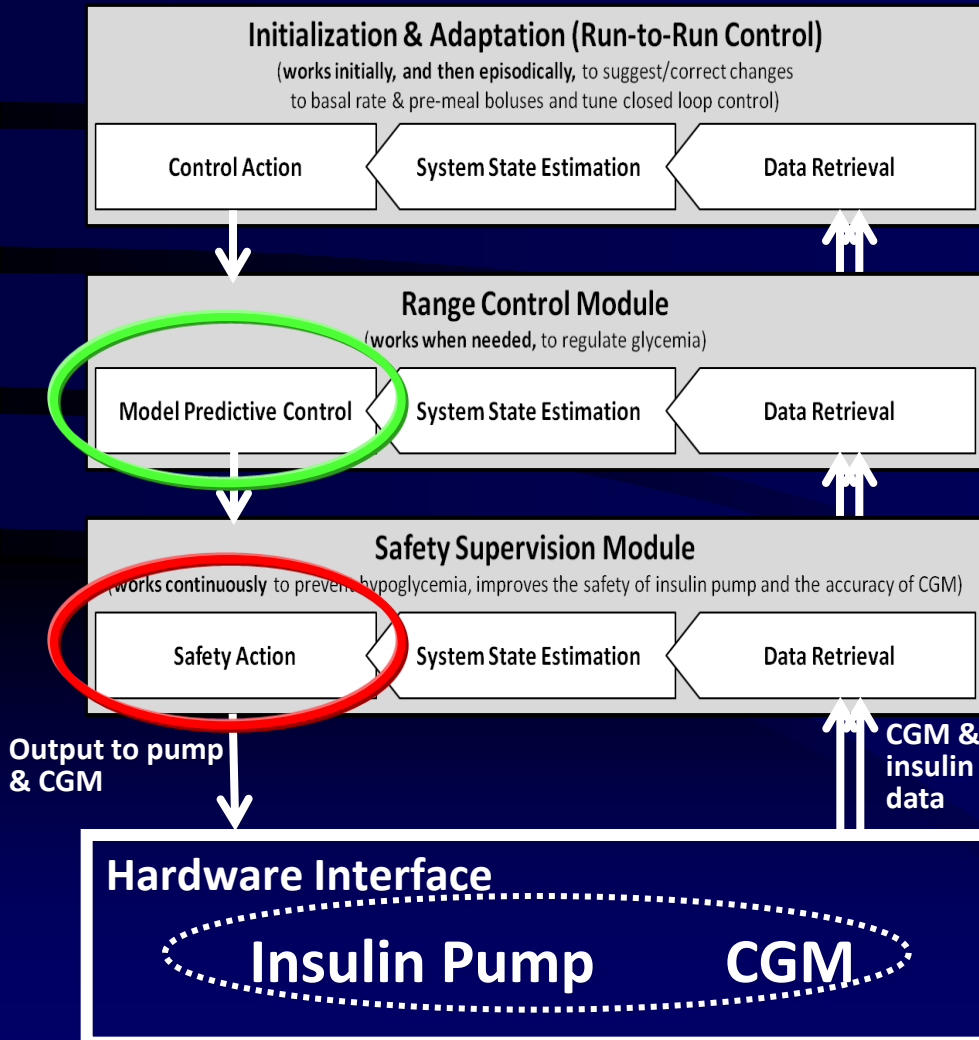 Initialization & Adaptation (Run-to-Run Control)
(works initially, and then episodically, to suggest/correct changes
to basal rate & pre-meal boluses and tune closed loop control)
Control Action
System State Estimation
Data Retrieval
Range Control Module
(works when needed, to regulate glycemia)
Model Predictive Control
System State Estimation
Data Retrieval
Safety Supervision Module
(works continuously to prevent hypoglycemia, improves the safety of insulin pump and the accuracy of CGM)
Safety Action
System State Estimation
Data Retrieval
Output to pump
& CGM
CGM &
insulin
data
Hardware Interface
Insulin Pump
CGM